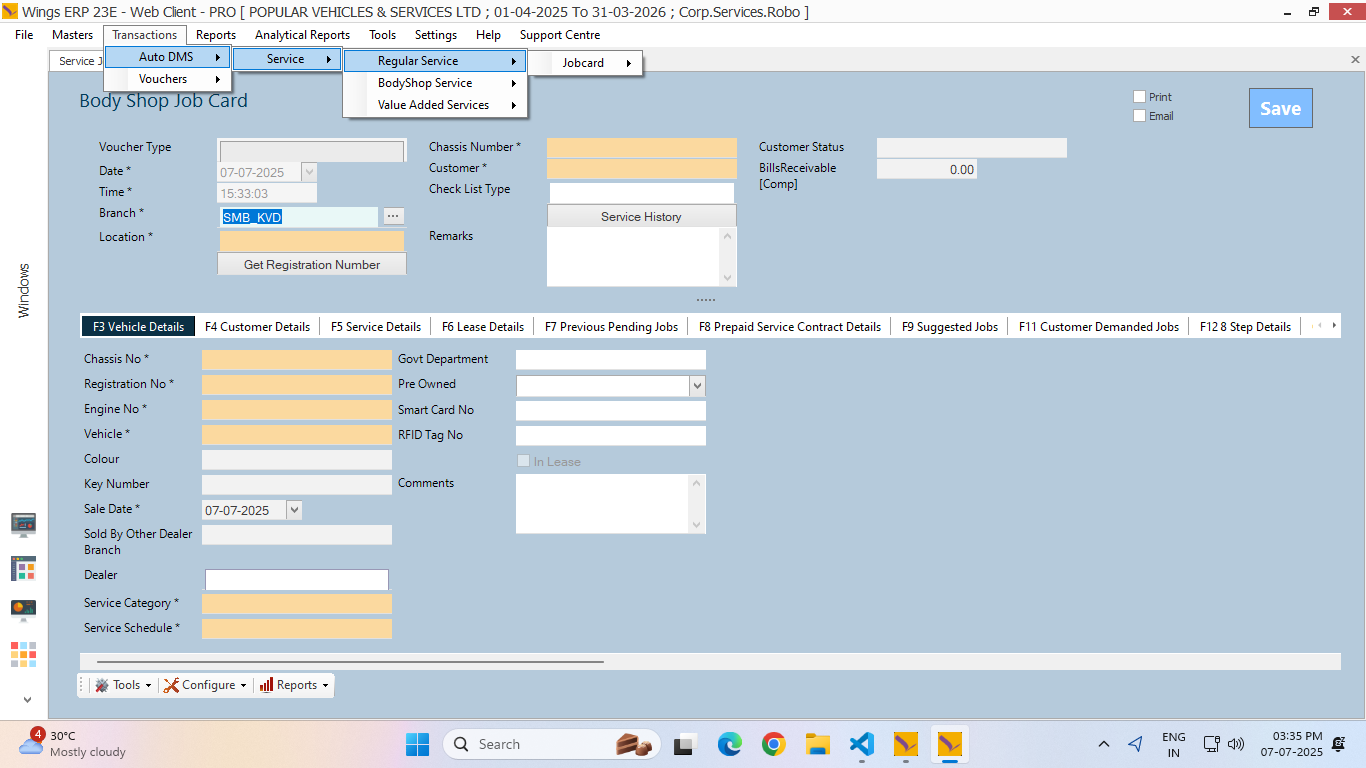 Wings ERP 23E - Web Client - PRO [ POPULAR VEHICLES & SERVICES LTD ; 01-04-2025 To 31-03-2026 ; Corp.Services.Robo ]
File Masters Transactions Reports Analytical Reports Tools Settings Help Support Centre
Service J
Auto DMS
Vouchers
Service
Regular Service
BodyShop Service
Value Added Services
Jobcard
Body Shop Job Card
Print
Email
Save
Voucher Type
Date *
07-07-2025
Time *
15:33:03
Branch *
SMB_KVD
...
Location *
Get Registration Number
Chassis Number *
Customer *
Check List Type
Service History
Remarks
Customer Status
BillsReceivable
[Comp]
0.00
Windows
F3 Vehicle Details F4 Customer Details F5 Service Details F6 Lease Details F7 Previous Pending Jobs F8 Prepaid Service Contract Details F9 Suggested Jobs F11 Customer Demanded Jobs F12 8 Step Details
Chassis No *
Registration No *
Engine No *
Vehicle *
Colour
Key Number
Sale Date *
07-07-2025
Sold By Other Dealer
Branch
Dealer
Service Category *
Service Schedule *
Govt Department
Pre Owned
Smart Card No
RFID Tag No
In Lease
Comments
Tools Configure Reports
4
30°C
Mostly cloudy
Search
ENG
IN
03:35 PM
07-07-2025